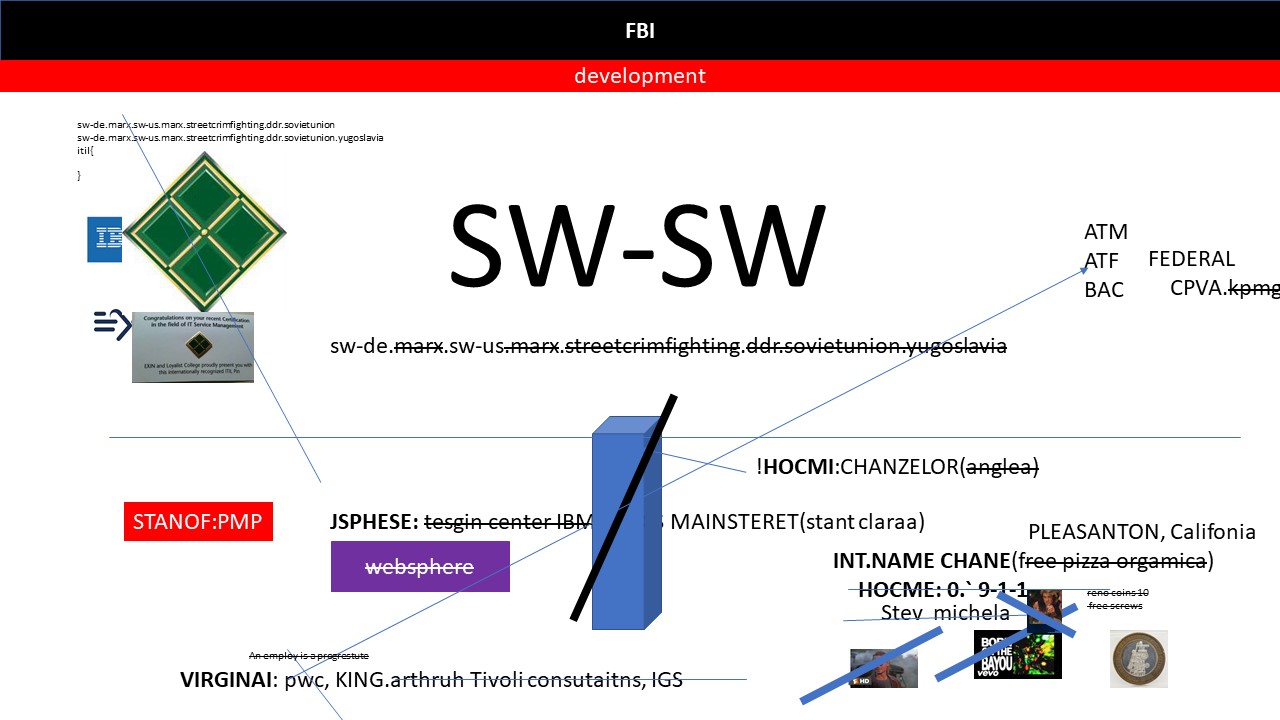 FBI
development
sw-de.marx.sw-us.marx.streetcrimfighting.ddr.sovietunion
sw-de.marx.sw-us.marx.streetcrimfighting.ddr.sovietunion.yugoslavia
itil{
}
SW-SW
ATM
ATF
FEDERAL
BAC
CPVA.kpmg
Congratulations on your recent Certification
in the field of IT Service Management
EXIN and Loyalist College proudly present you with
this internationally recognized ITIL Pin
sw-de.marx.sw-us.marx.streetcrimfighting.ddr.sovietunion.yugoslavia
!HOCMI:CHANZELOR(anglea)
STANOF:PMP
JSPHESE: tesgin center IBM MAINSTERET(stant claraa)
PLEASANTON, Califonia
websphere
INT.NAME CHANE(free pizza orgamica)
HOCME: 0.` 9-1-1
reno coins 10
free screws
Stev michela
BORN
ON THE
BAYOU
vevo
HD
An employ is a progrestute
VIRGINAI: pwc, KING.arthruh Tivoli consutaitns, IGS